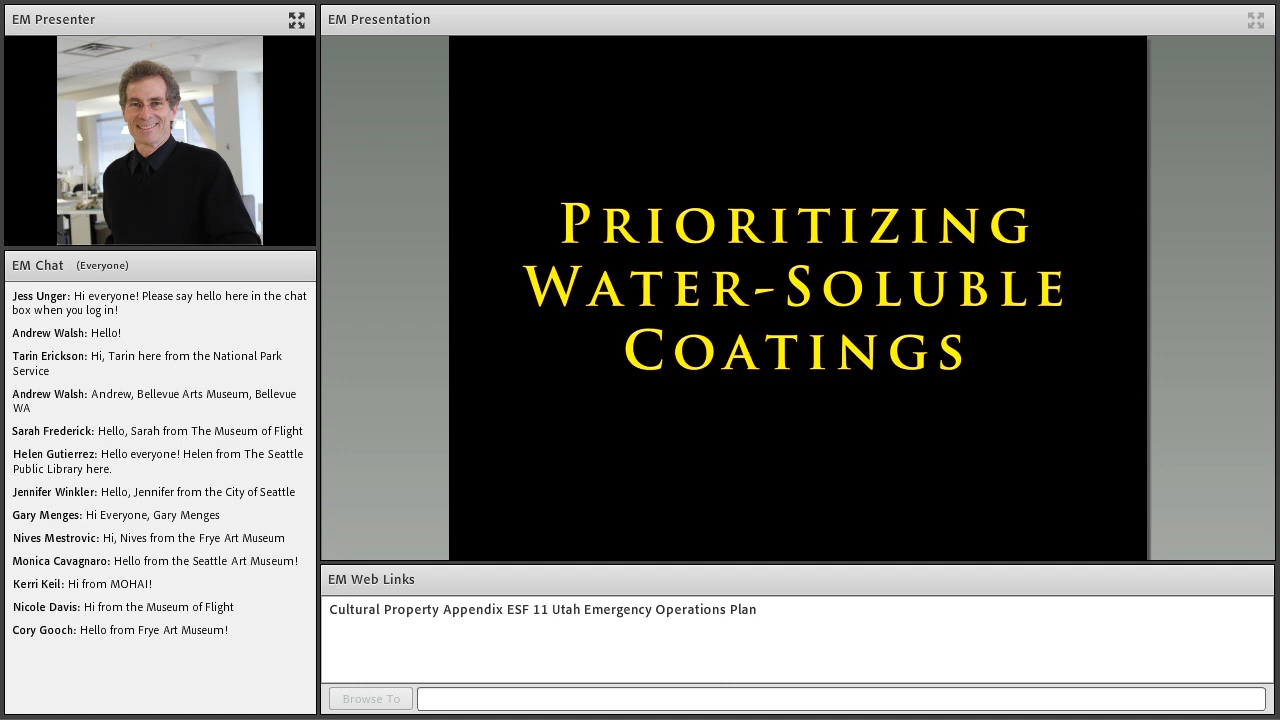 EM Presenter
EM Presentation
PRIORITIZING
WATER-SOLUBLE
COATINGS
EM Chat (Everyone)
Jess Unger: Hi everyone! Please say hello here in the chat
box when you log in!
Andrew Walsh: Hello!
Tarin Erickson: Hi, Tarin here from the National Park
Service
Andrew Walsh: Andrew, Bellevue Arts Museum, Bellevue
WA
Sarah Frederick: Hello, Sarah from The Museum of Flight
Helen Gutierrez: Hello everyone! Helen from The Seattle
Public Library here.
Jennifer Winkler: Hello, Jennifer from the City of Seattle
Gary Menges: Hi Everyone, Gary Menges
Nives Mestrovic: Hi, Nives from the Frye Art Museum
Monica Cavagnaro: Hello from the Seattle Art Museum!
Kerri Keil: Hi from MOHAI!
Nicole Davis: Hi from the Museum of Flight
Cory Gooch: Hello from Frye Art Museum!
EM Web Links
Cultural Property Appendix ESF 11 Utah Emergency Operations Plan
Browse To